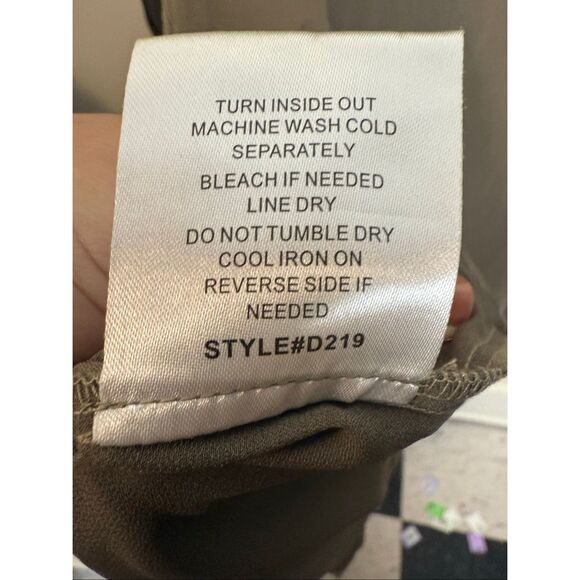 TURN INSIDE OUT
MACHINE WASH COLD
SEPARATELY
BLEACH IF NEEDED
LINE DRY
DO NOT TUMBLE DRY
COOL IRON ON
REVERSE SIDE IF
NEEDED
STYLE#D219